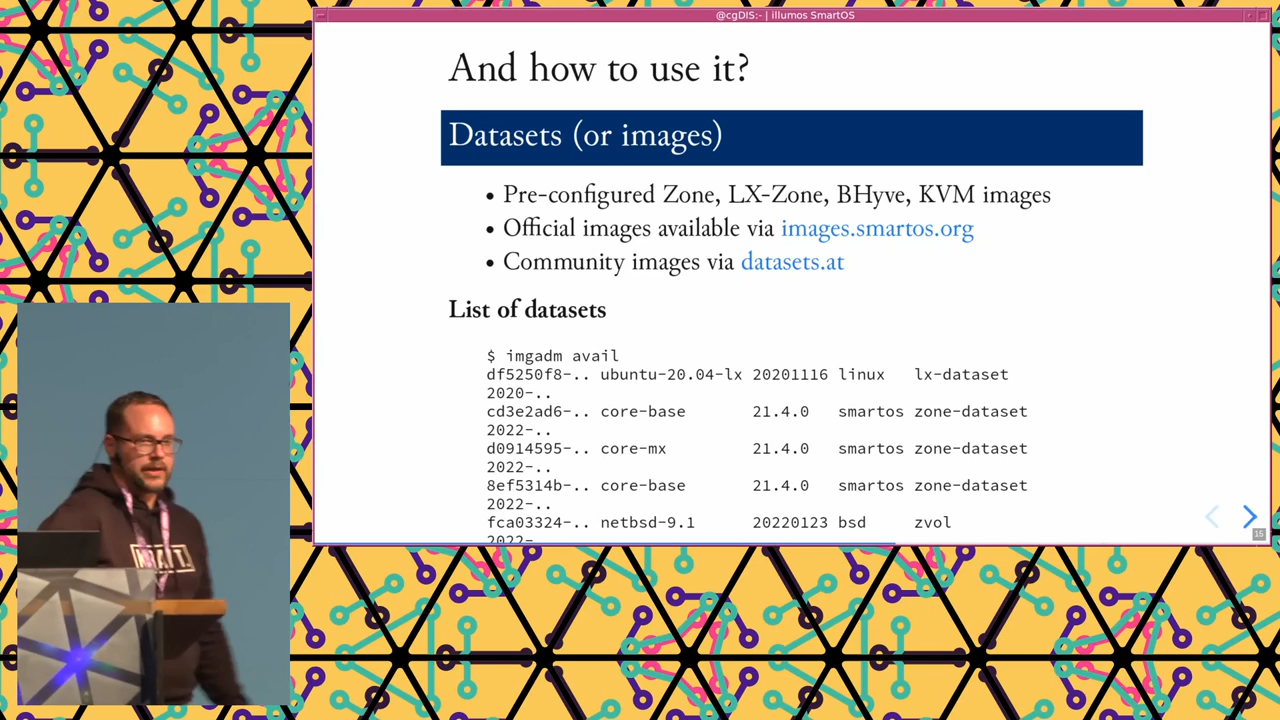 @cgDIS:~ | illumos SmartOS
And how to use it?
Datasets (or images)
• Pre-configured Zone, LX-Zone, BHyve, KVM images
• Official images available via images.smartos.org
• Community images via datasets.at
List of datasets
$ imgadm avail
df5250f8-.. ubuntu-20.04-lx 20201116 linux lx-dataset
2020-..
cd3e2ad6-.. core-base 21.4.0 smartos zone-dataset
2022-..
d0914595-.. core-mx 21.4.0 smartos zone-dataset
2022-..
8ef5314b-.. core-base 21.4.0 smartos zone-dataset
2022-..
fca03324-.. netbsd-9.1 20220123 bsd zvol
2022-
15